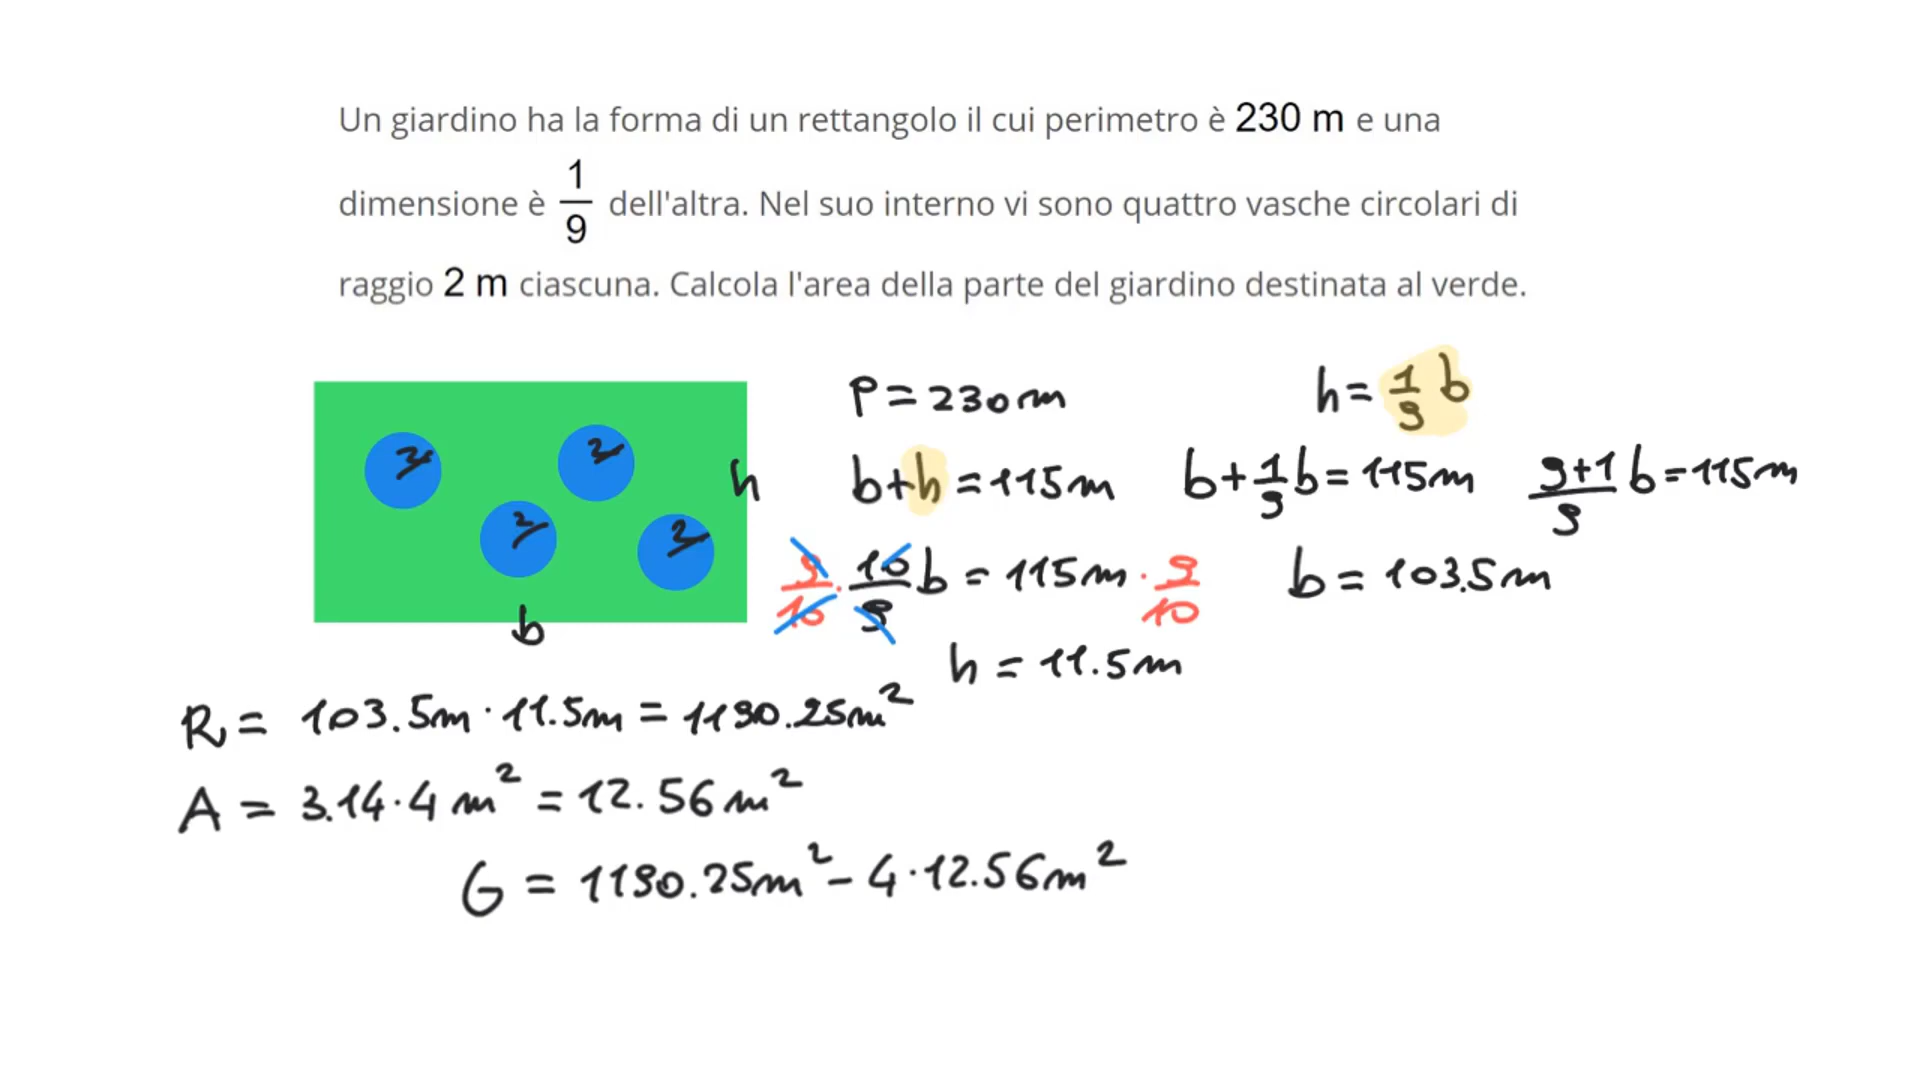 Un giardino ha la forma di un rettangolo il cui perimetro è 230 m e una
dimensione è 1/9 dell'altra. Nel suo interno vi sono quattro vasche circolari di
raggio 2 m ciascuna. Calcola l'area della parte del giardino destinata al verde.
P = 230 m
h = 1/9 b
2 2 2 2
h
b
b + h = 115 m
b + 1/9 b = 115 m
9+1/9 b = 115 m
9/10 · 10/9 b = 115 m · 9/10
b = 103.5 m
h = 11.5 m
R = 103.5 m · 11.5 m = 1190.25 m²
A = 3.14 · 4 m² = 12.56 m²
G = 1190.25 m² - 4 · 12.56 m²